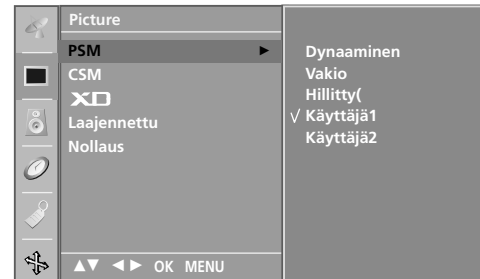 Picture
PSM ►
CSM
XD
Laajennettu
Nollaus
▲▼ ◄► OK MENU
Dynaaminen
Vakio
Hillitty(
√ Käyttäjä1
Käyttäjä2